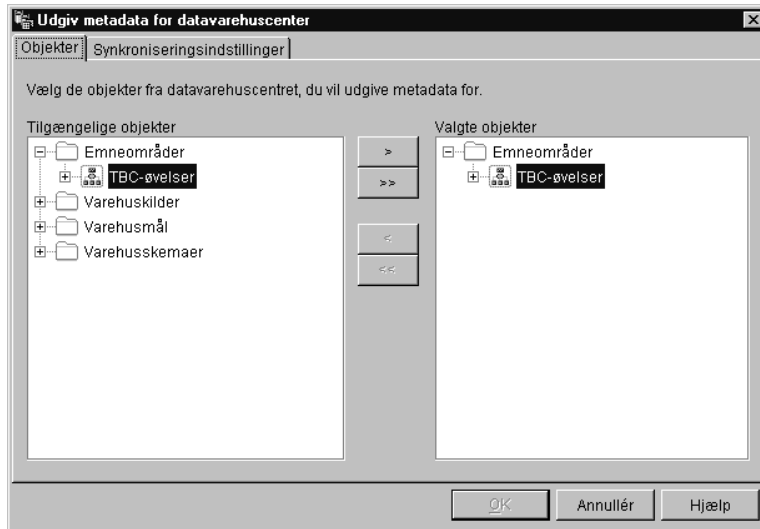 Udgiv metadata for datavarehuscenter
Objekter Synkroniseringsindstillinger
Vælg de objekter fra datavarehuscentret, du vil udgive metadata for.
Tilgængelige objekter
Emneområder
TBC-øvelser
Varehuskilder
Varehusmål
Varehusskemaer
>
>>
<
<<
Valgte objekter
Emneområder
TBC-øvelser
OK Annullér Hjælp